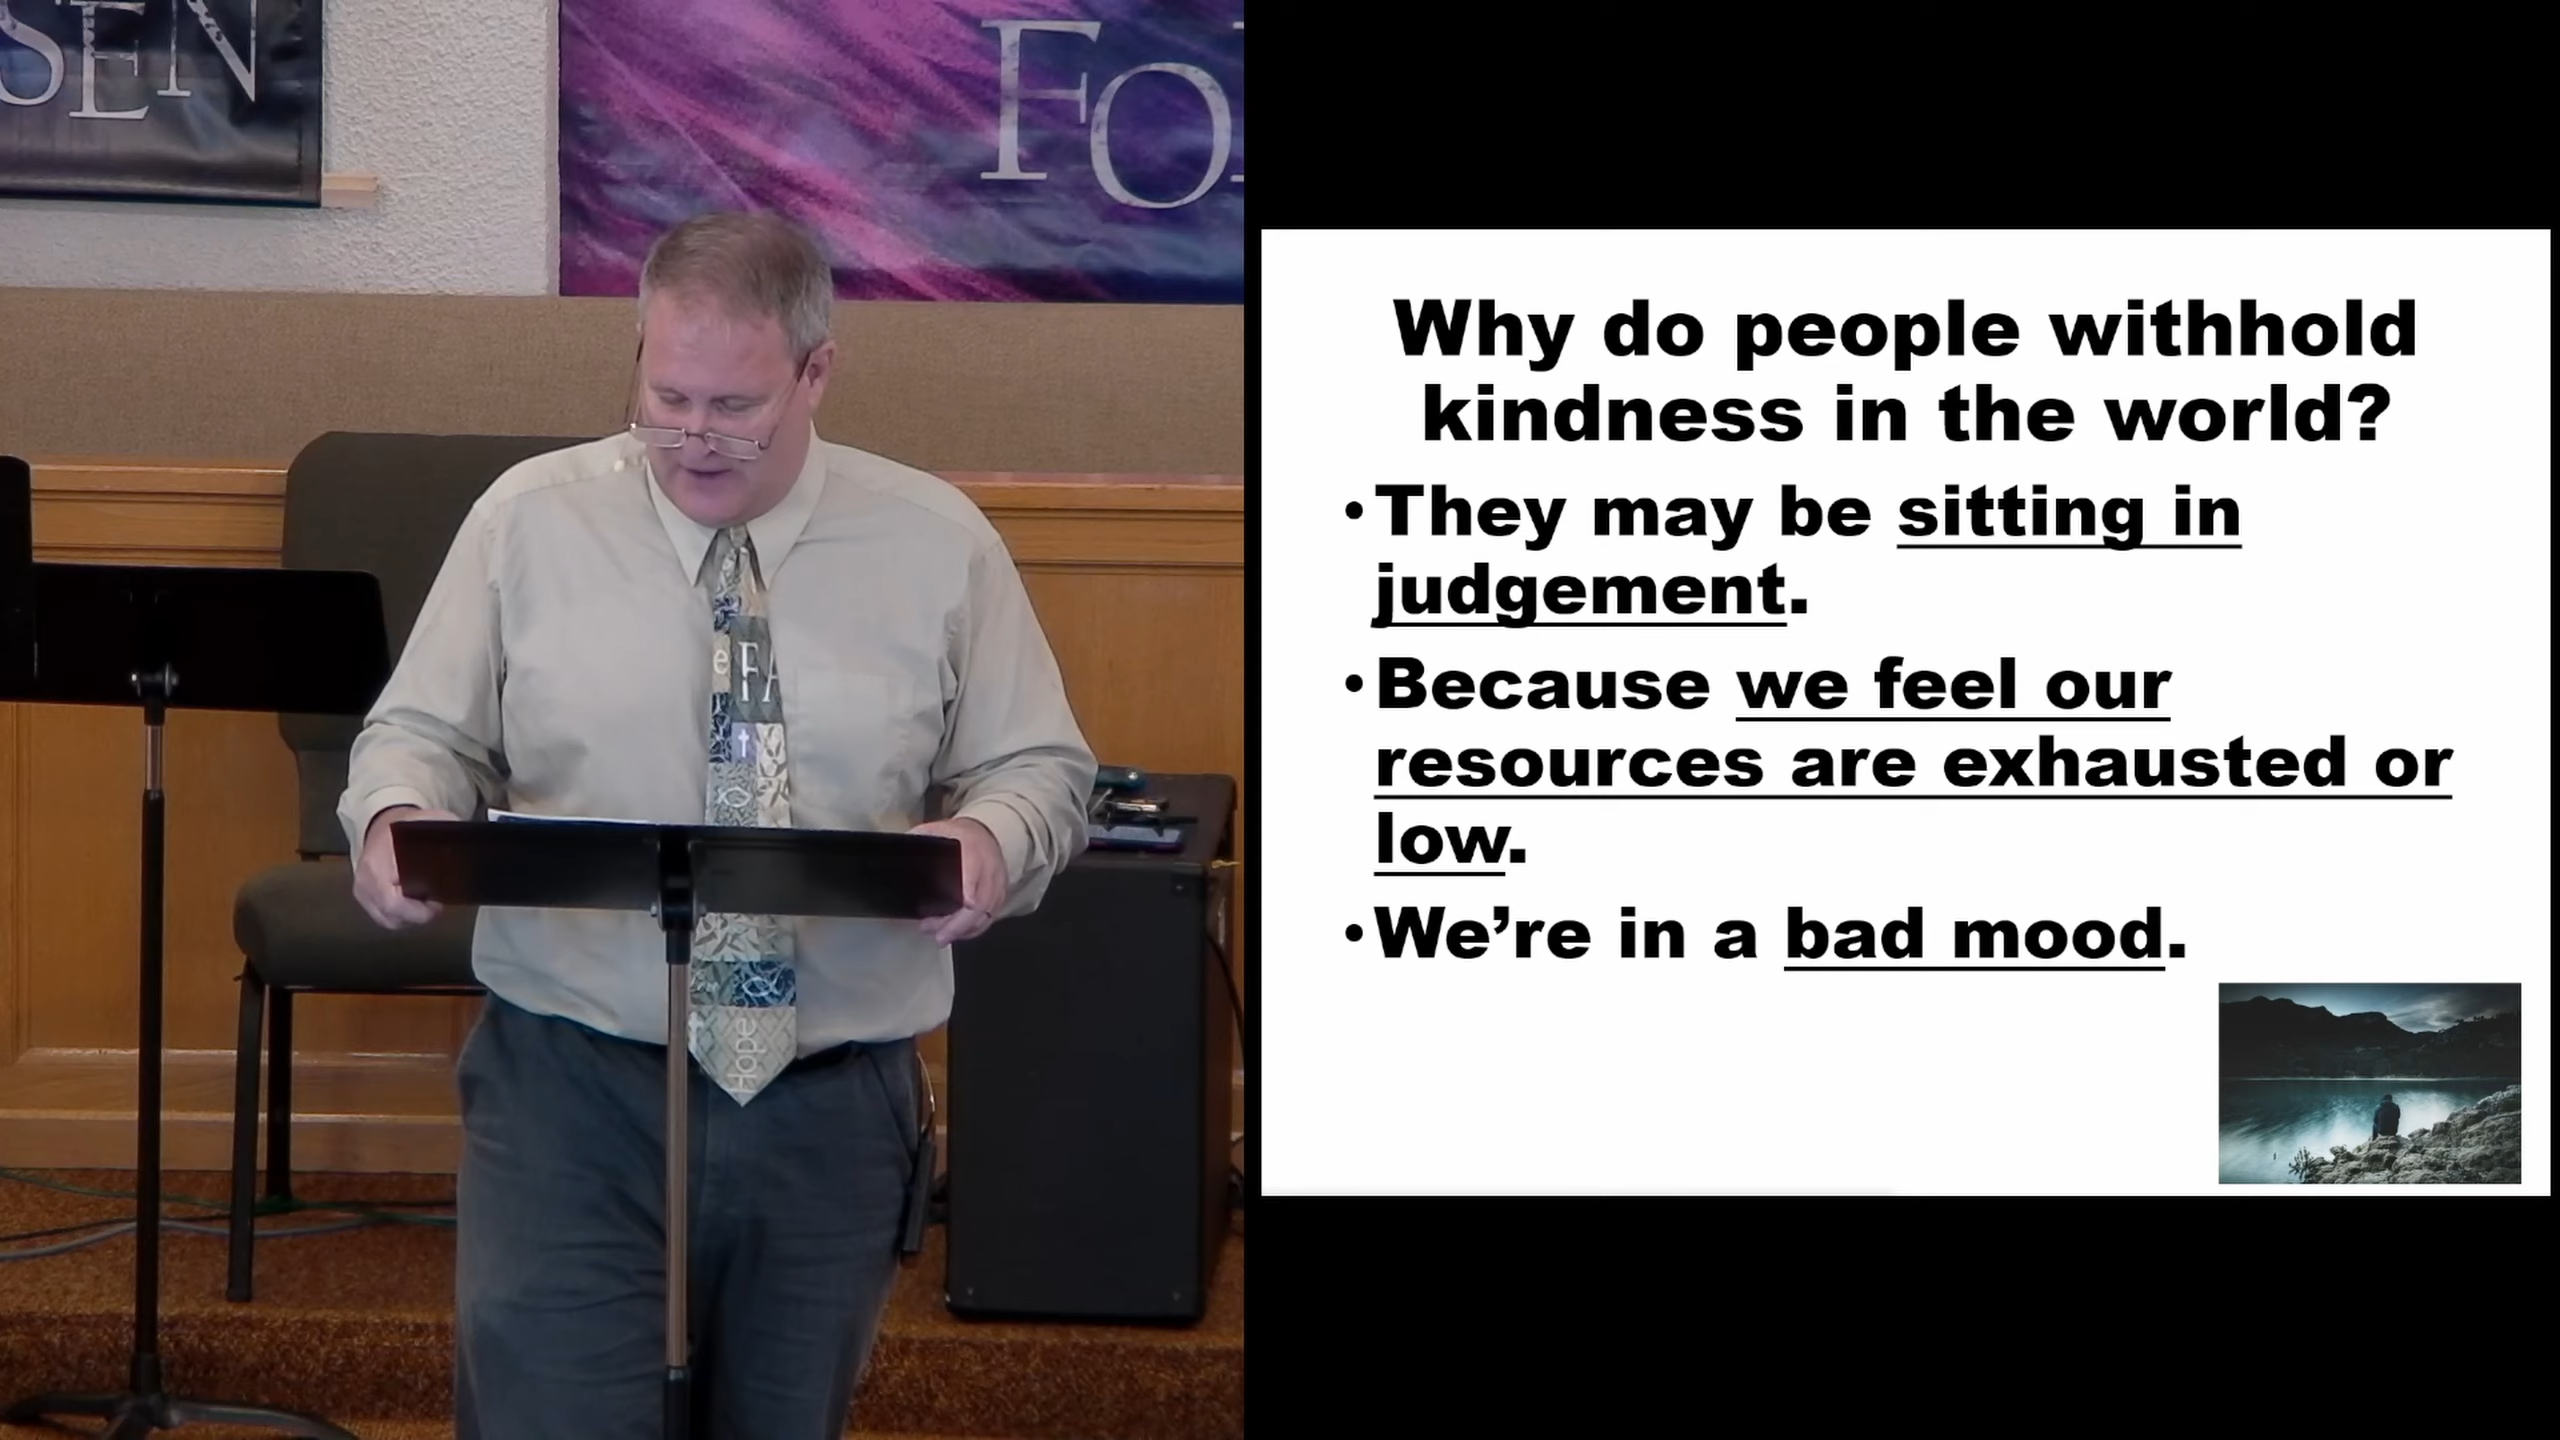 SEN
FO
e FA
Hope
Why do people withhold
kindness in the world?
•They may be sitting in
judgement.
•Because we feel our
resources are exhausted or
low.
•We’re in a bad mood.